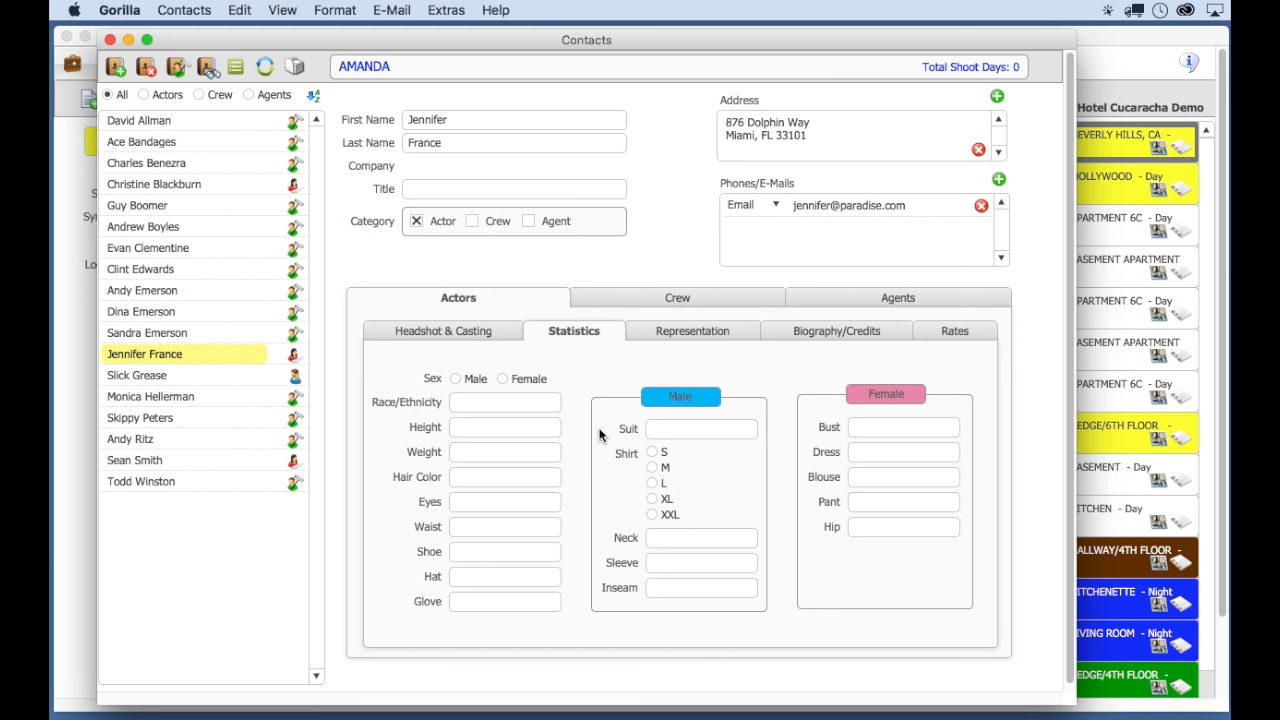 Gorilla Contacts Edit View Format E-Mail Extras Help
Contacts
AMANDA Total Shoot Days: 0
All Actors Crew Agents
David Allman
Ace Bandages
Charles Benezra
Christine Blackburn
Guy Boomer
Andrew Boyles
Evan Clementine
Clint Edwards
Andy Emerson
Dina Emerson
Sandra Emerson
Jennifer France
Slick Grease
Monica Hellerman
Skippy Peters
Andy Ritz
Sean Smith
Todd Winston
First Name Jennifer
Last Name France
Company
Title
Category Actor Crew Agent
Address
876 Dolphin Way
Miami, FL 33101
Phones/E-Mails
Email jennifer@paradise.com
Actors Crew Agents
Headshot & Casting Statistics Representation Biography/Credits Rates
Sex Male Female
Race/Ethnicity
Height
Weight
Hair Color
Eyes
Waist
Shoe
Hat
Glove
Male
Suit
Shirt S
M
L
XL
XXL
Neck
Sleeve
Inseam
Female
Bust
Dress
Blouse
Pant
Hip
Hotel Cucaracha Demo
EVERLY HILLS, CA -
OLLYWOOD - Day
PARTMENT 6C - Day
ASEMENT APARTMENT
PARTMENT 6C - Day
ASEMENT APARTMENT
PARTMENT 6C - Day
EDGE/6TH FLOOR -
ASEMENT - Day
ITCHEN - Day
ALLWAY/4TH FLOOR -
ITCHENETTE - Night
IVING ROOM - Night
EDGE/4TH FLOOR -